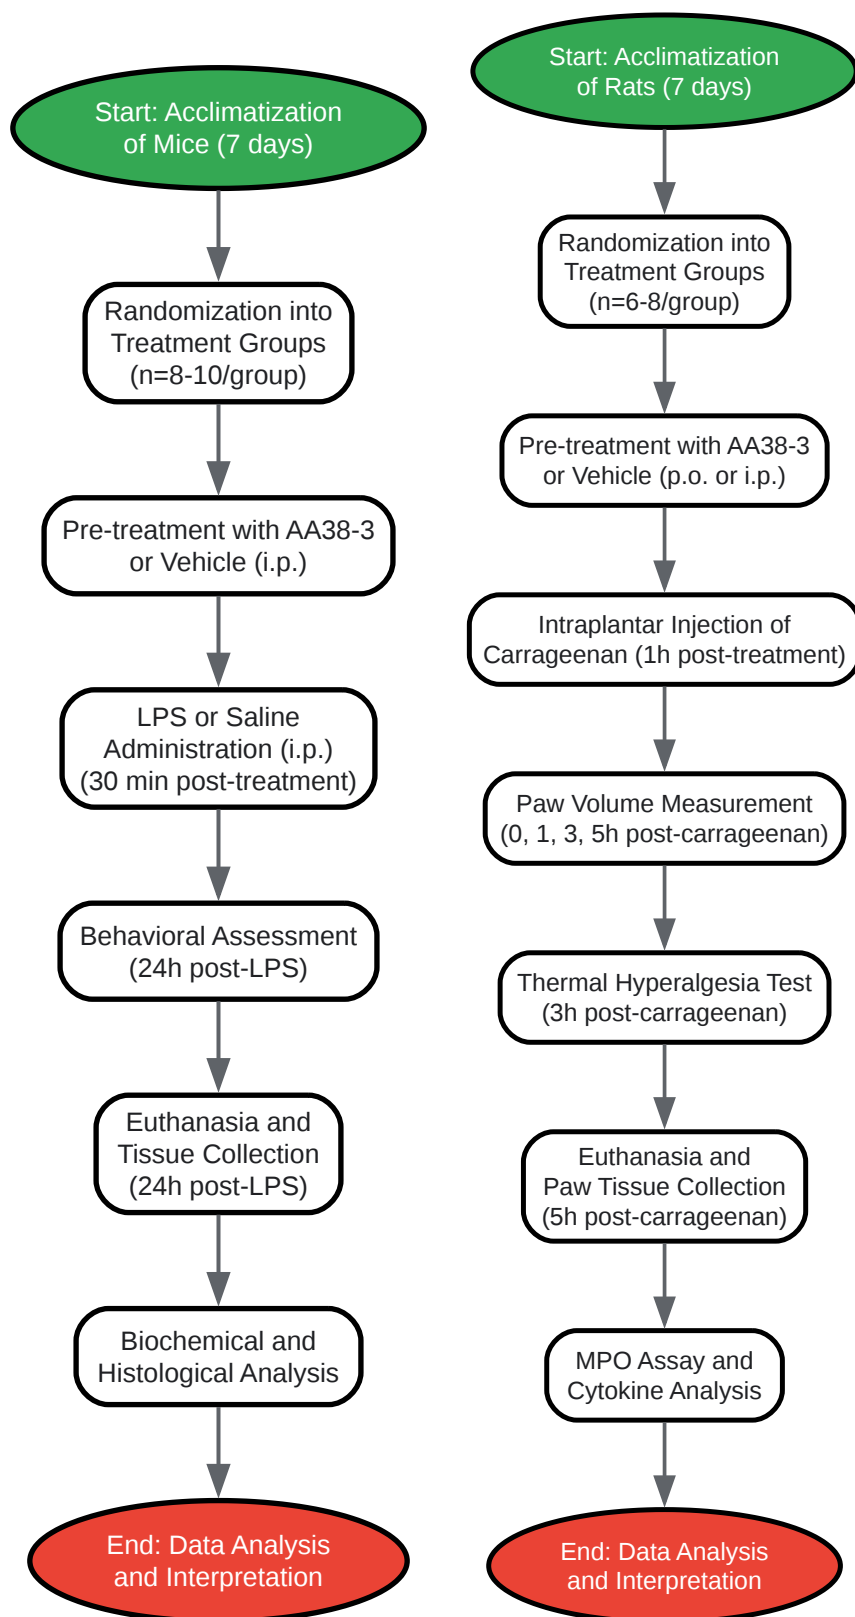 Start: Acclimatization
of Mice (7 days)
Randomization into
Treatment Groups
(n=8-10/group)
Pre-treatment with AA38-3
or Vehicle (i.p.)
LPS or Saline
Administration (i.p.)
(30 min post-treatment)
Behavioral Assessment
(24h post-LPS)
Euthanasia and
Tissue Collection
(24h post-LPS)
Biochemical and
Histological Analysis
End: Data Analysis
and Interpretation
Start: Acclimatization
of Rats (7 days)
Randomization into
Treatment Groups
(n=6-8/group)
Pre-treatment with AA38-3
or Vehicle (p.o. or i.p.)
Intraplantar Injection of
Carrageenan (1h post-treatment)
Paw Volume Measurement
(0, 1, 3, 5h post-carrageenan)
Thermal Hyperalgesia Test
(3h post-carrageenan)
Euthanasia and
Paw Tissue Collection
(5h post-carrageenan)
MPO Assay and
Cytokine Analysis
End: Data Analysis
and Interpretation